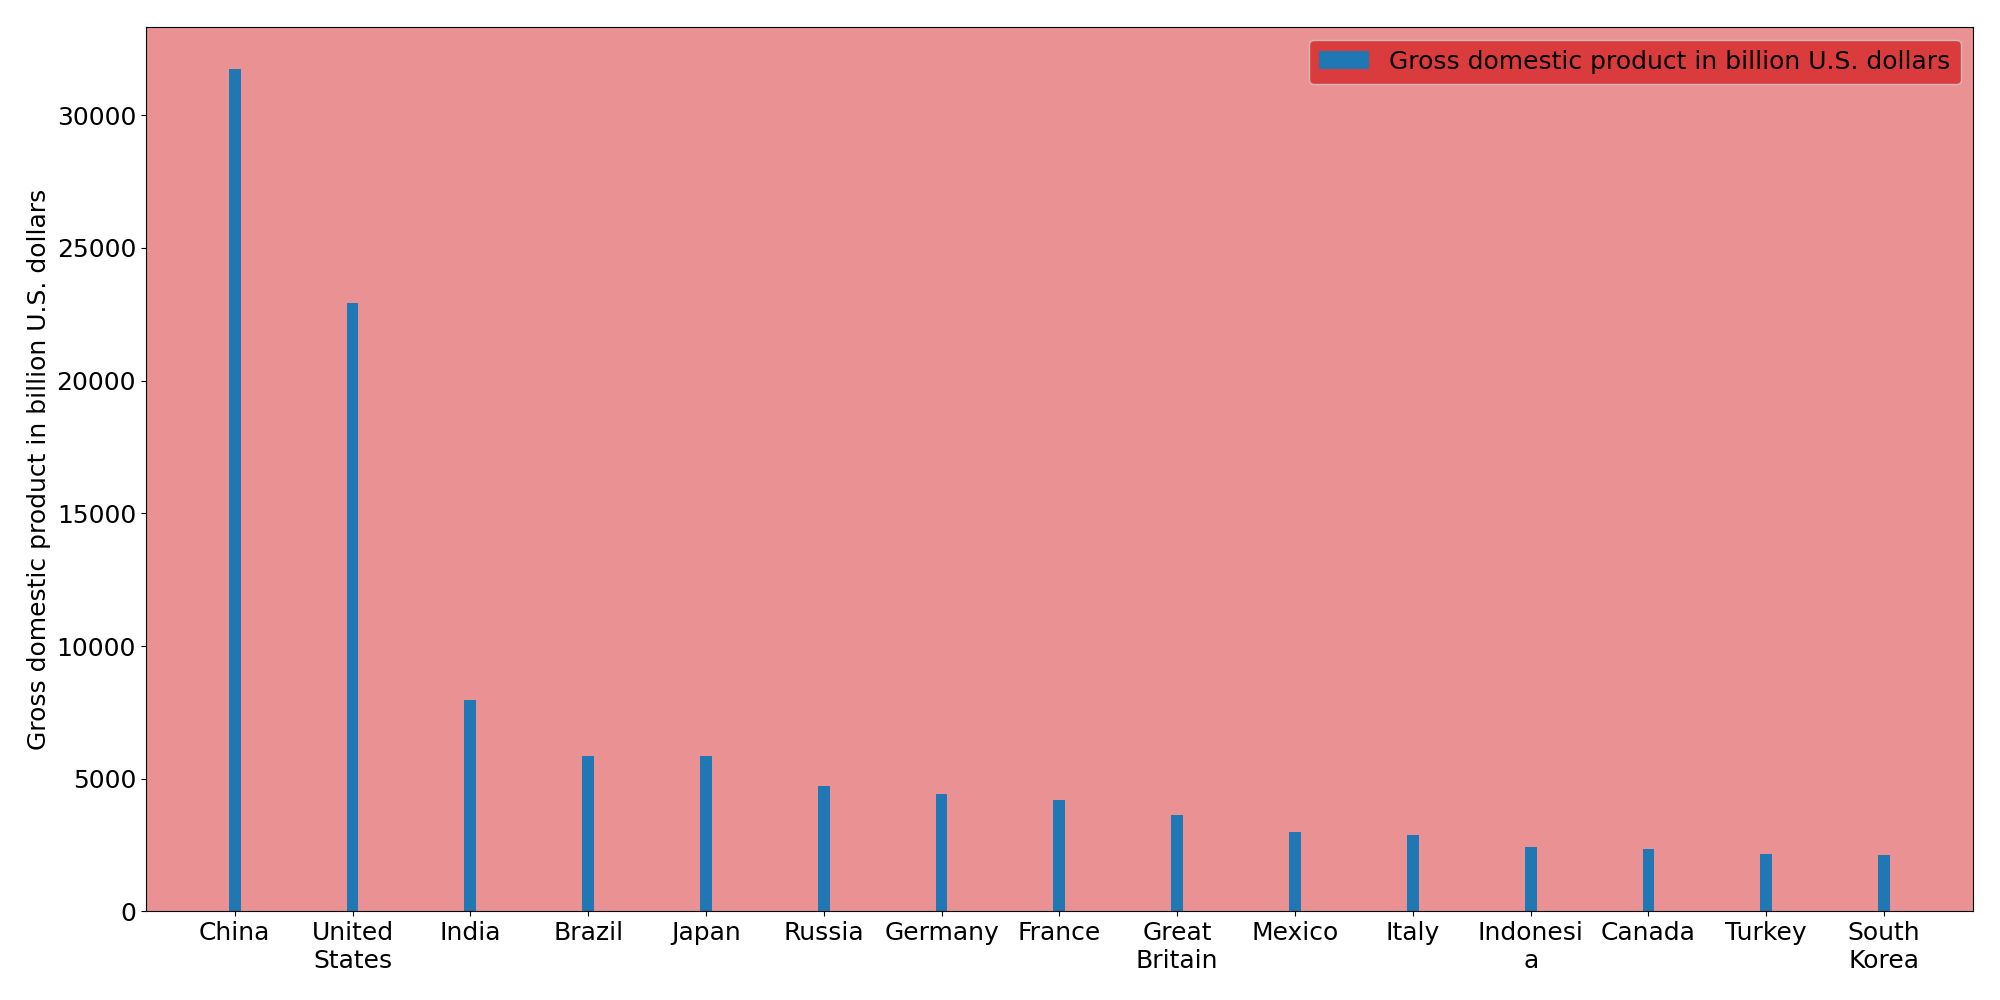 Gross domestic product in billion U.S. dollars
Gross domestic product in billion U.S. dollars
30000
25000
20000
15000
10000
5000
0
China
United
States
India
Brazil
Japan
Russia
Germany
France
Great
Britain
Mexico
Italy
Indonesi
a
Canada
Turkey
South
Korea